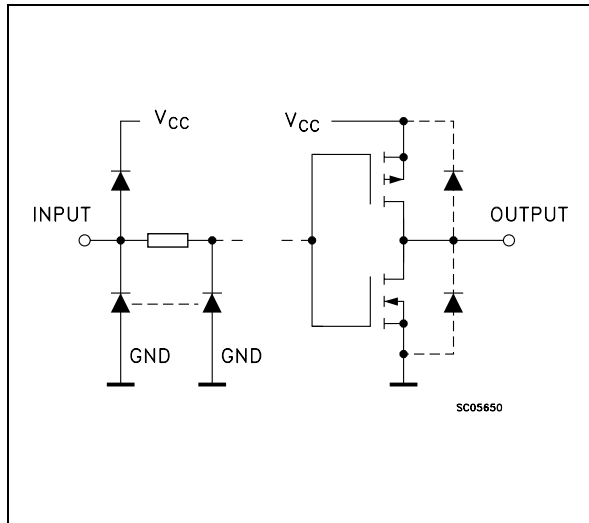 VCC
VCC
INPUT
OUTPUT
GND
GND
SC05650